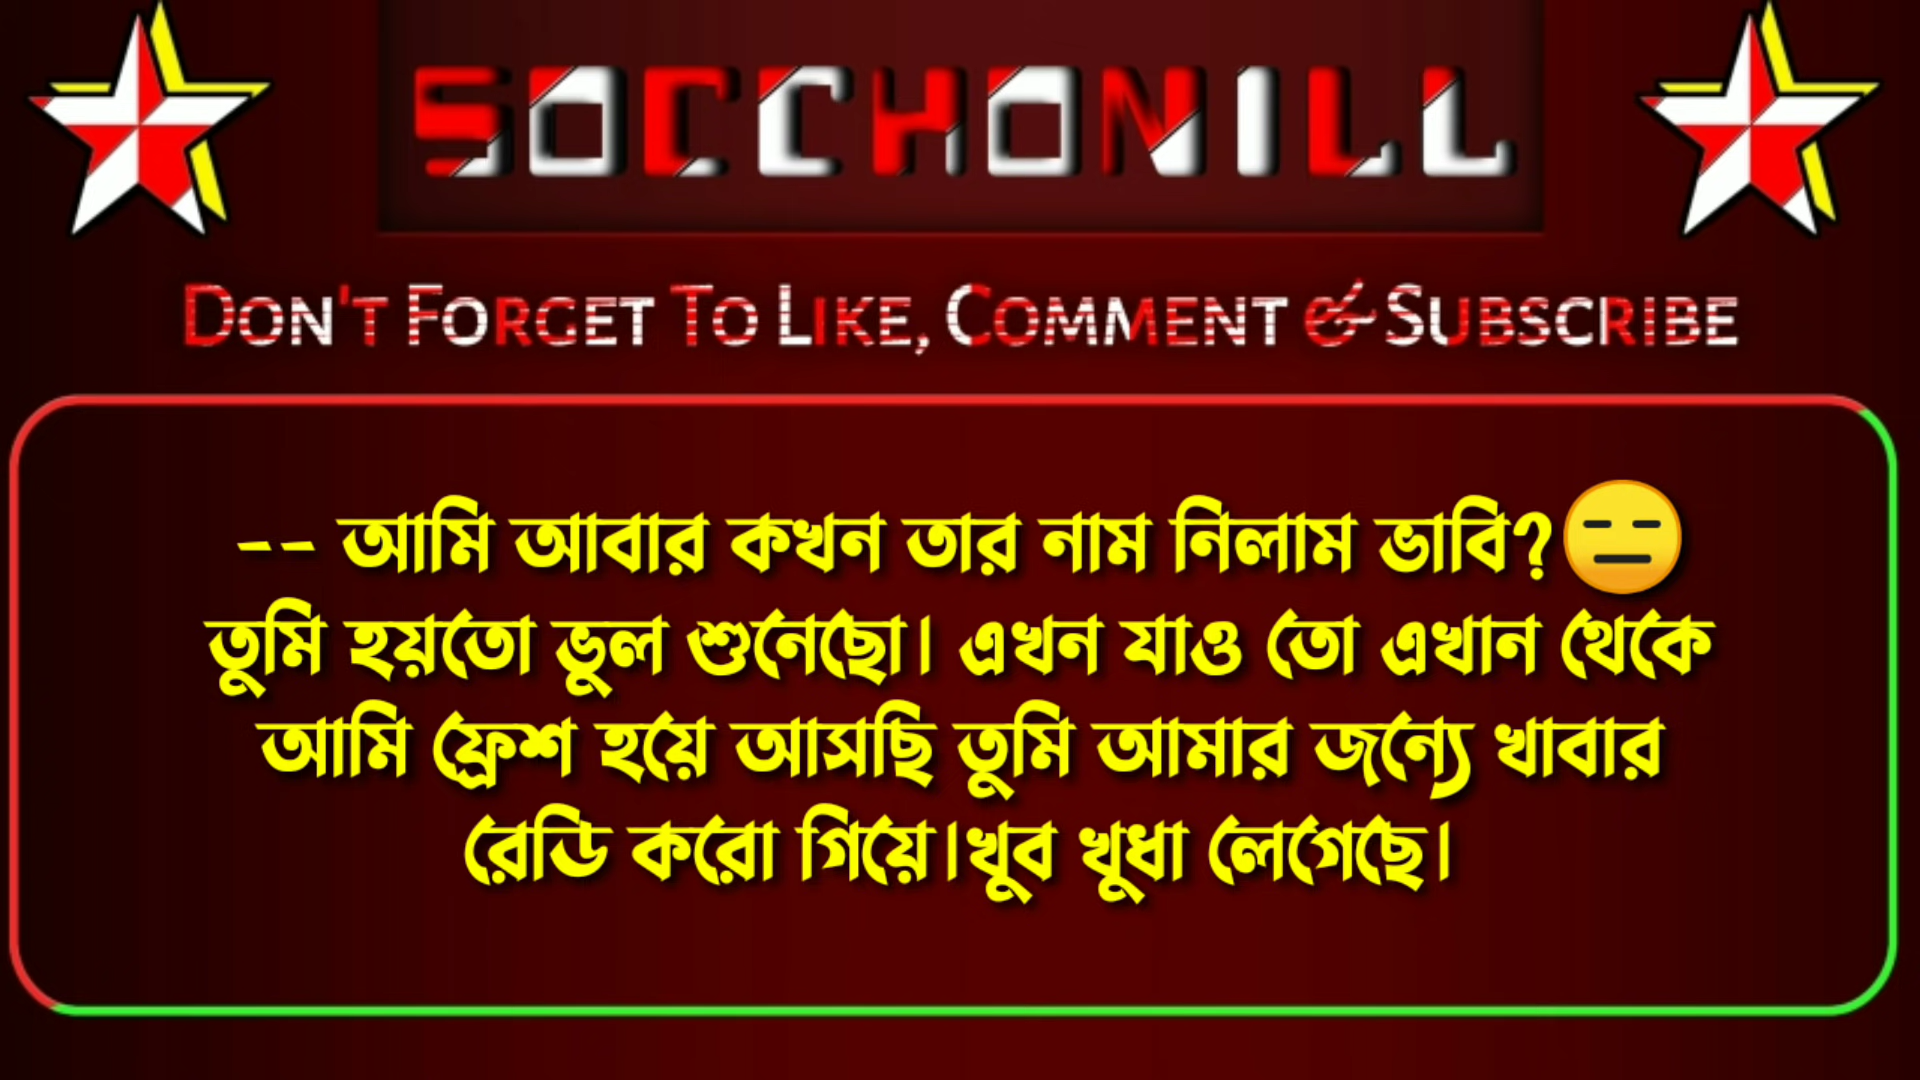 SOCCHONILL
DON'T FORGET TO LIKE, COMMENT & SUBSCRIBE
-- আমি আবার কখন তার নাম নিলাম ভাবি?😑
তুমি হয়তো ভুল শুনেছো। এখন যাও তো এখান থেকে
আমি ফ্রেশ হয়ে আসছি তুমি আমার জন্যে খাবার
রেডি করো গিয়ে।খুব খুধা লেগেছে।